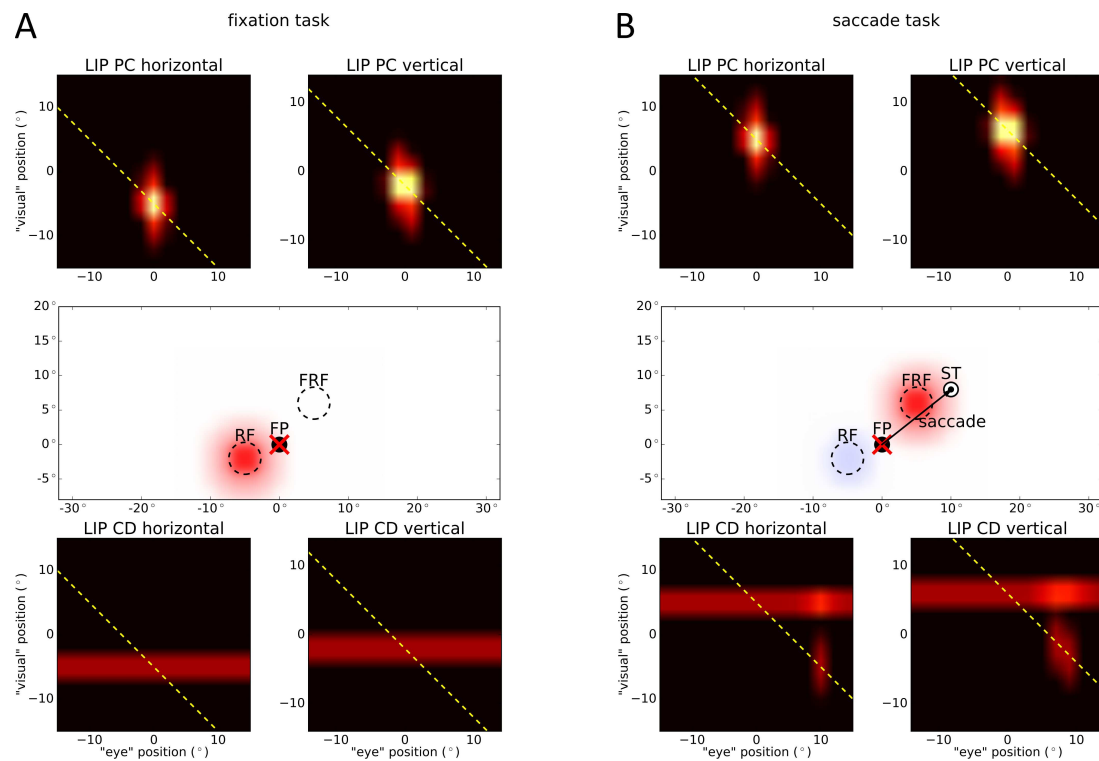 A
fixation task
B
saccade task
LIP PC horizontal
LIP PC vertical
LIP PC horizontal
LIP PC vertical
"visual" position (°)
10
0
−10
10
0
−10
"visual" position (°)
10
0
−10
10
0
−10
−10
0
10
−10
0
10
−10
0
10
−10
0
10
20°
15°
10°
5°
0°
-5°
FRF
RF
FP
-30°
-20°
-10°
0°
10°
20°
30°
20°
15°
10°
5°
0°
-5°
FRF
ST
RF
FP
saccade
-30°
-20°
-10°
0°
10°
20°
30°
LIP CD horizontal
LIP CD vertical
LIP CD horizontal
LIP CD vertical
"visual" position (°)
10
0
−10
10
0
−10
"visual" position (°)
10
0
−10
10
0
−10
−10
0
10
−10
0
10
−10
0
10
−10
0
10
"eye" position (°)
"eye" position (°)
"eye" position (°)
"eye" position (°)